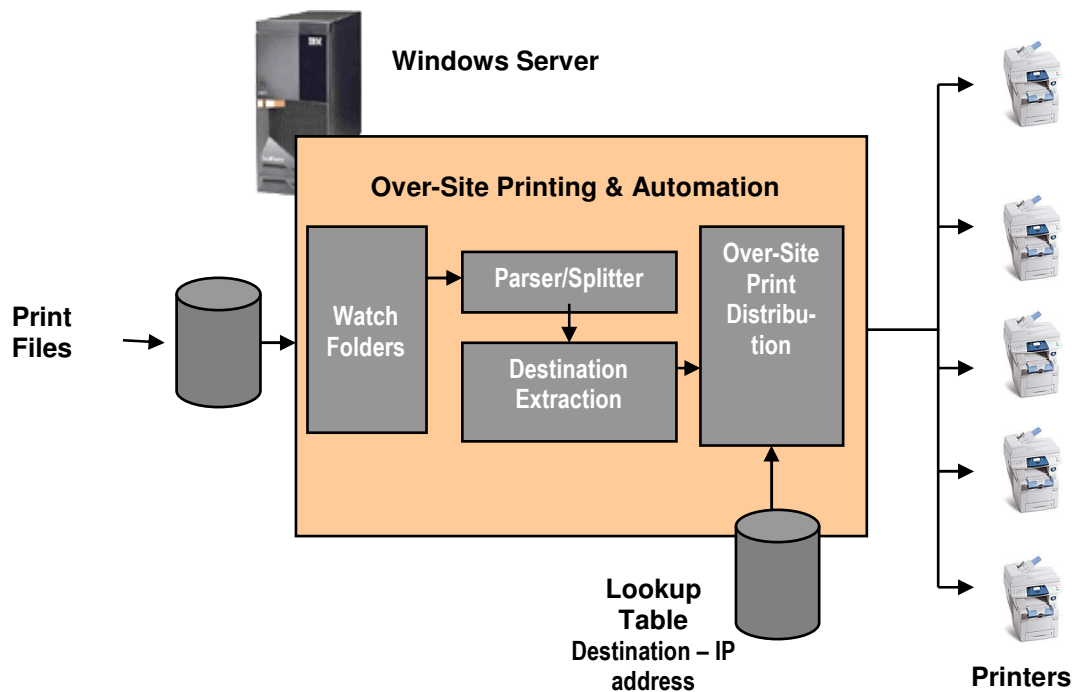 Windows Server
IBM
Over-Site Printing & Automation
Print
Files
Watch
Folders
Parser/Splitter
Destination
Extraction
Over-Site
Print
Distribu-
tion
Lookup
Table
Destination – IP
address
Printers